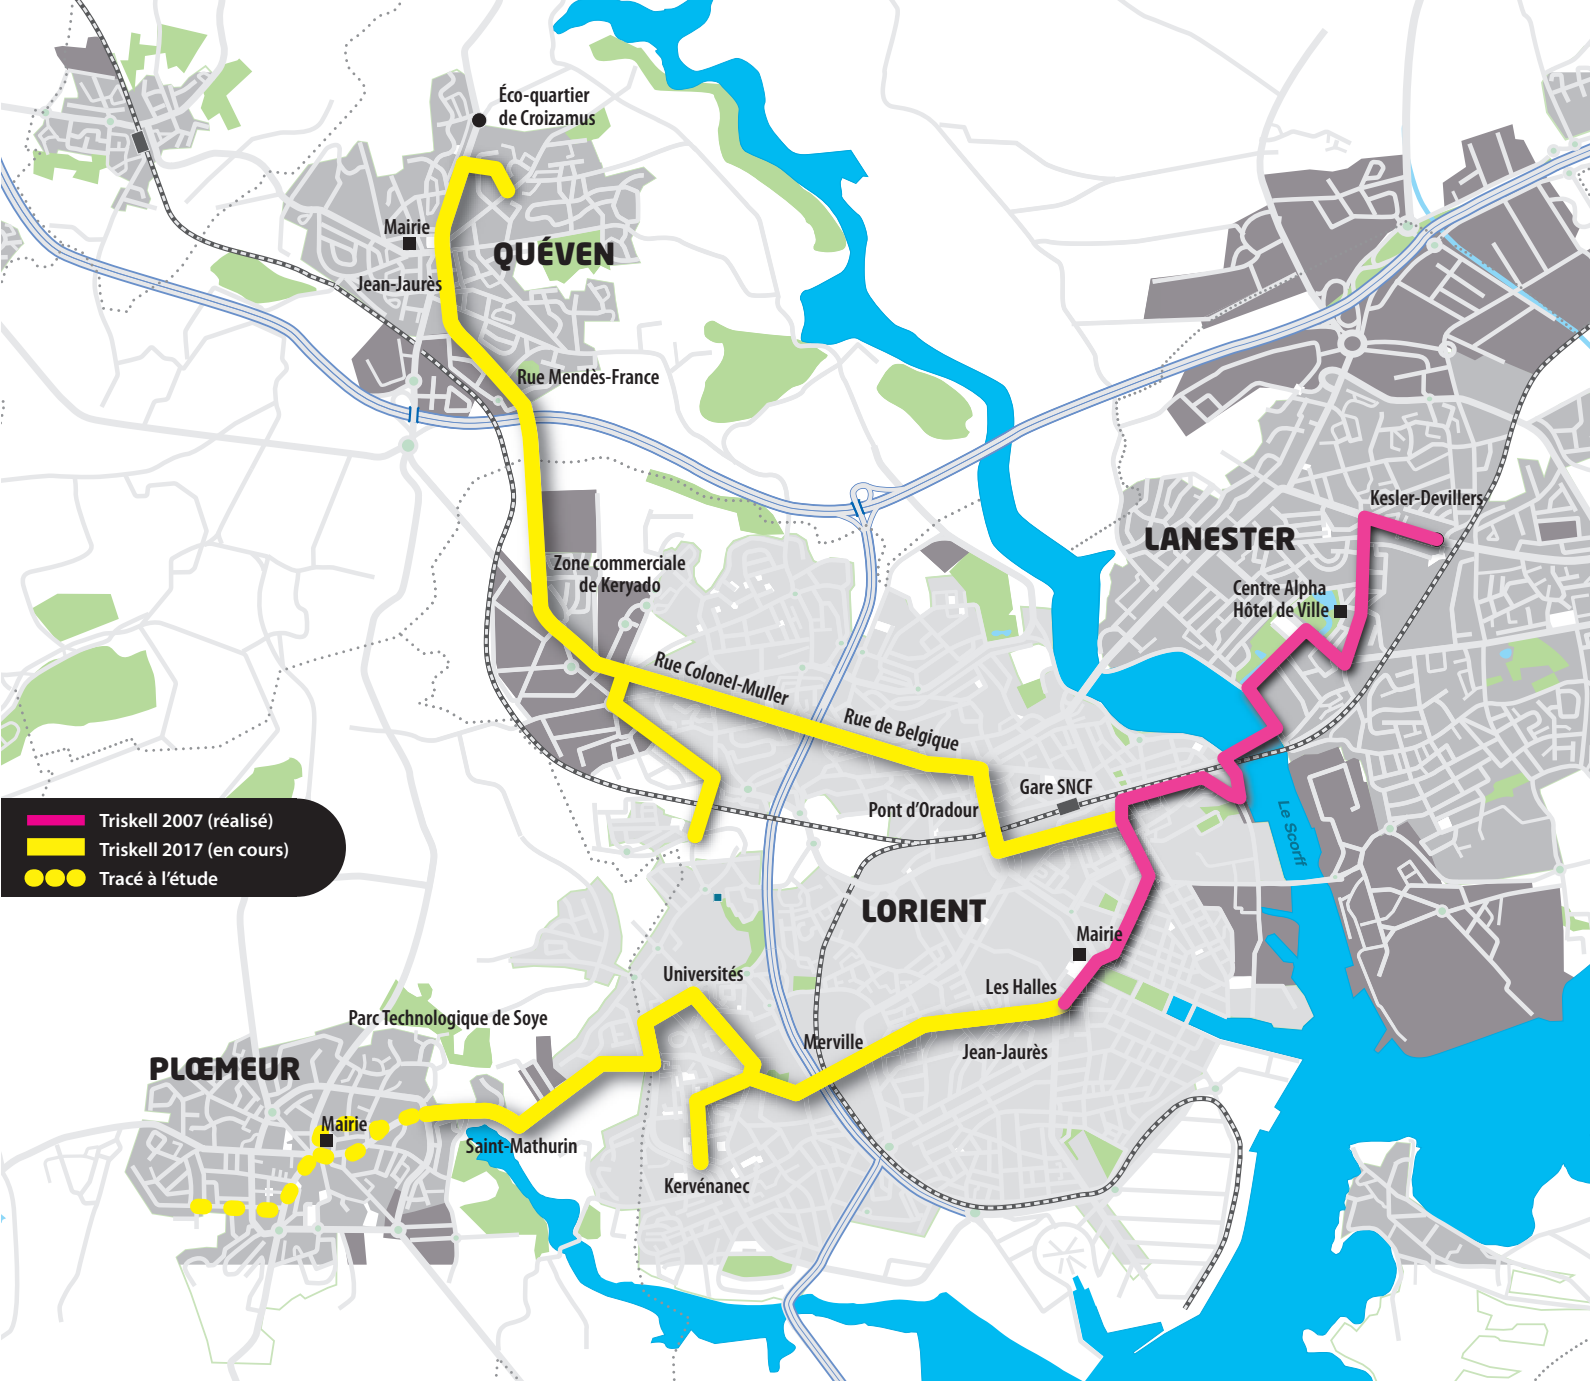 Éco-quartier
de Croizamus
Mairie
QUÉVEN
Jean-Jaurès
Rue Mendès-France
Kesler-Devillers
LANESTER
Zone commerciale
de Keryado
Centre Alpha
Hôtel de Ville
Rue Colonel-Muller
Rue de Belgique
Gare SNCF
Pont d'Oradour
Le Scorff
Triskell 2007 (réalisé)
Triskell 2017 (en cours)
Tracé à l'étude
LORIENT
Mairie
Universités
Les Halles
Parc Technologique de Soye
Merville
Jean-Jaurès
PLŒMEUR
Mairie
Saint-Mathurin
Kervénanec